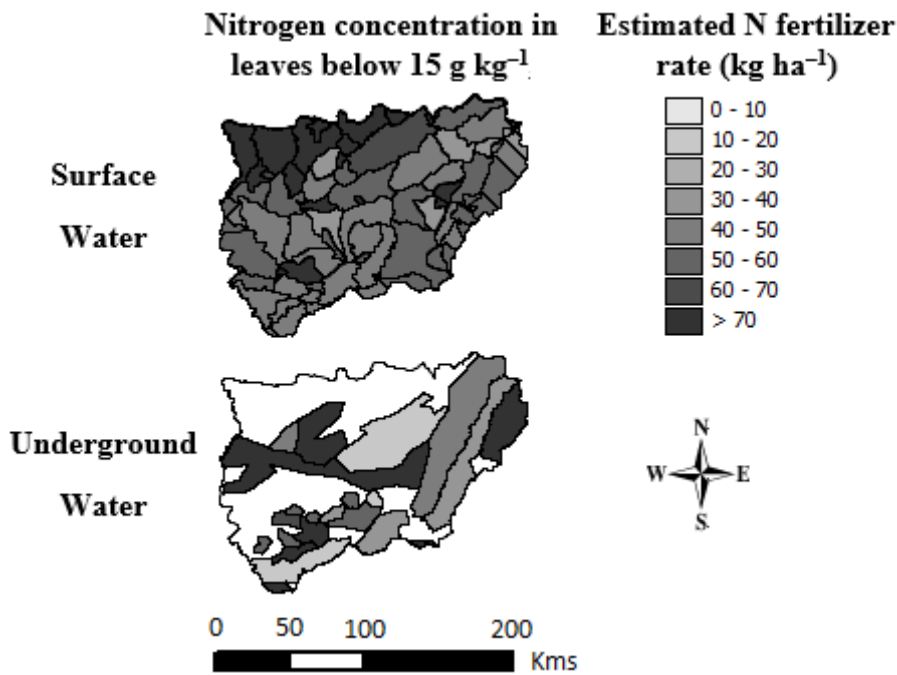 Nitrogen concentration in
leaves below 15 g kg⁻¹
Estimated N fertilizer
rate (kg ha⁻¹)
0 - 10
10 - 20
20 - 30
30 - 40
40 - 50
50 - 60
60 - 70
> 70
Surface
Water
Underground
Water
N
W E
S
0 50 100 200
Kms